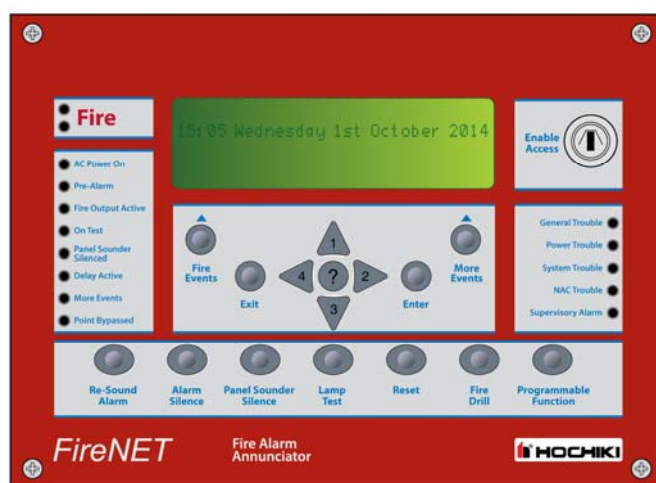 Fire
15:05 Wednesday 1st October 2014
Enable
Access
AC Power On
Pre-Alarm
Fire Output Active
On Test
Panel Sounder
Silenced
Delay Active
More Events
Point Bypassed
Fire
Events
Exit
1
4
?
2
3
Enter
More
Events
General Trouble
Power Trouble
System Trouble
NAC Trouble
Supervisory Alarm
Re-Sound
Alarm
Alarm
Silence
Panel Sounder
Silence
Lamp
Test
Reset
Fire
Drill
Programmable
Function
FireNET
Fire Alarm
Annunciator
HOCHIKI